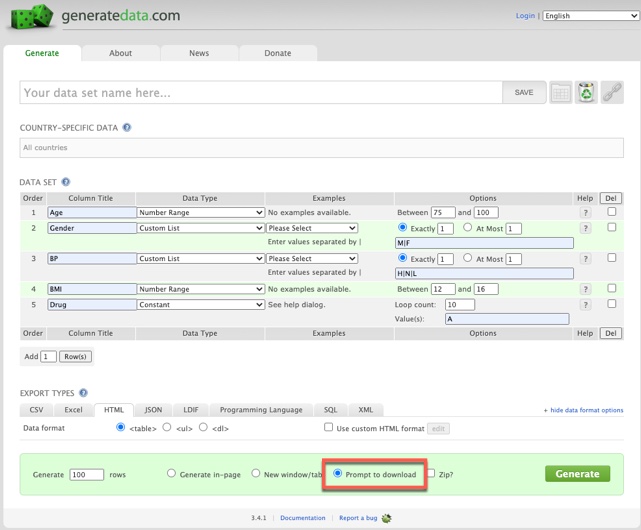 generatedata.com
Login | English
Generate About News Donate
Your data set name here... SAVE
COUNTRY-SPECIFIC DATA ?
All countries
DATA SET ?
Order Column Title Data Type Examples Options Help Del
1 Age Number Range No examples available. Between 75 and 100 ?
2 Gender Custom List Please Select Exactly 1 At Most 1 ?
Enter values separated by | M|F
3 BP Custom List Please Select Exactly 1 At Most 1 ?
Enter values separated by | H|N|L
4 BMI Number Range No examples available. Between 12 and 16 ?
5 Drug Constant See help dialog. Loop count: 10 ?
Value(s): A
Order Column Title Data Type Examples Options Help Del
Add 1 Row(s)
EXPORT TYPES ?
CSV Excel HTML JSON LDIF Programming Language SQL XML + hide data format options
Data format <table> <ul> <dl> Use custom HTML format edit
Generate 100 rows Generate in-page New window/tab Prompt to download Zip? Generate
3.4.1 | Documentation | Report a bug